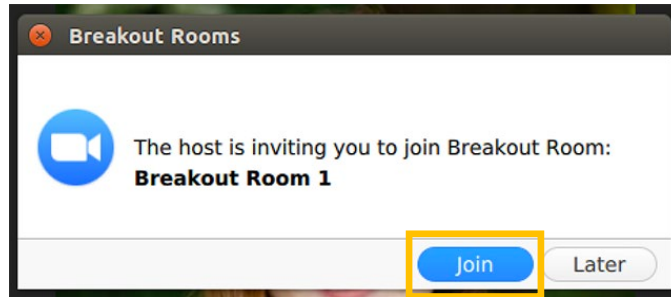 Breakout Rooms
The host is inviting you to join Breakout Room:
Breakout Room 1
Join
Later